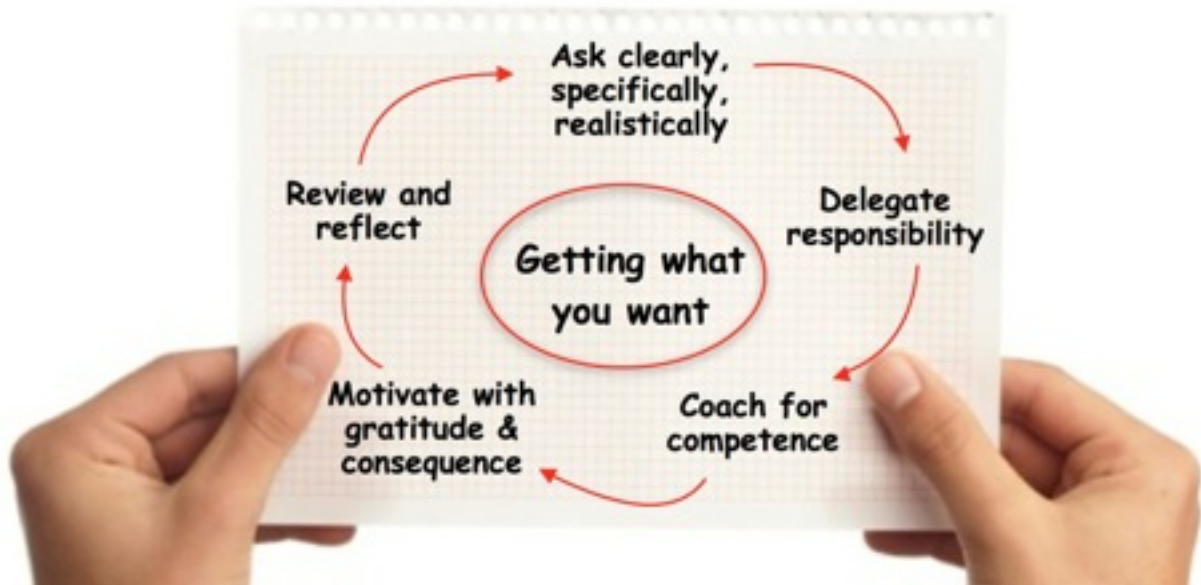 Ask clearly,
specifically,
realistically
Delegate
responsibility
Coach for
competence
Motivate with
gratitude &
consequence
Review and
reflect
Getting what
you want